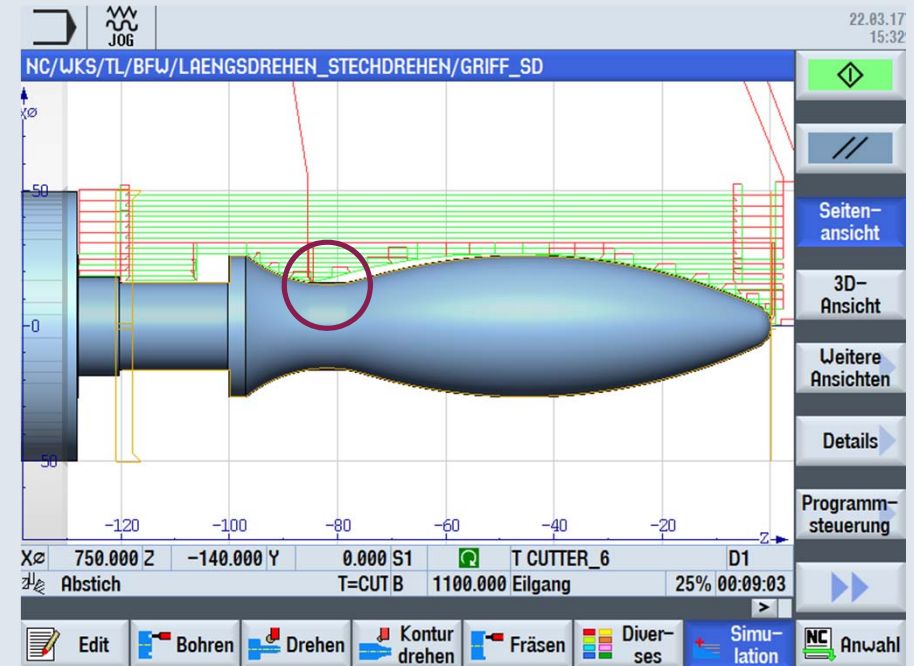 JOG
22.03.17
15:32
NC/WKS/TL/BFW/LAENGSDREHEN_STECHDREHEN/GRIFF_SD
XØ
50
0
50
-120 -100 -80 -60 -40 -20
Z
Seiten-
ansicht
3D-
Ansicht
Weitere
Ansichten
Details
Programm-
steuerung
XØ 750.000 Z -140.000 Y 0.000 S1 T CUTTER_6 D1
Abstich T=CUT B 1100.000 Eilgang 25% 00:09:03
>
Edit
Bohren
Drehen
Kontur
drehen
Fräsen
Diver-
ses
Simu-
lation
NC Anwahl